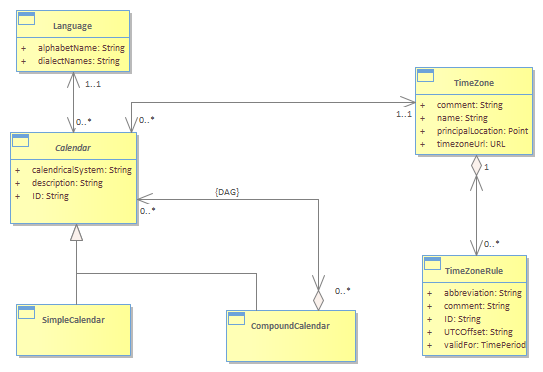 Language
+ alphabetName: String
+ dialectNames: String
1..1
0..*
Calendar
+ calendricalSystem: String
+ description: String
+ ID: String
0..*
1..1
TimeZone
+ comment: String
+ name: String
+ principalLocation: Point
+ timezoneUrl: URL
1
0..*
{DAG}
0..*
0..*
TimeZoneRule
+ abbreviation: String
+ comment: String
+ ID: String
+ UTCOffset: String
+ validFor: TimePeriod
SimpleCalendar
CompoundCalendar